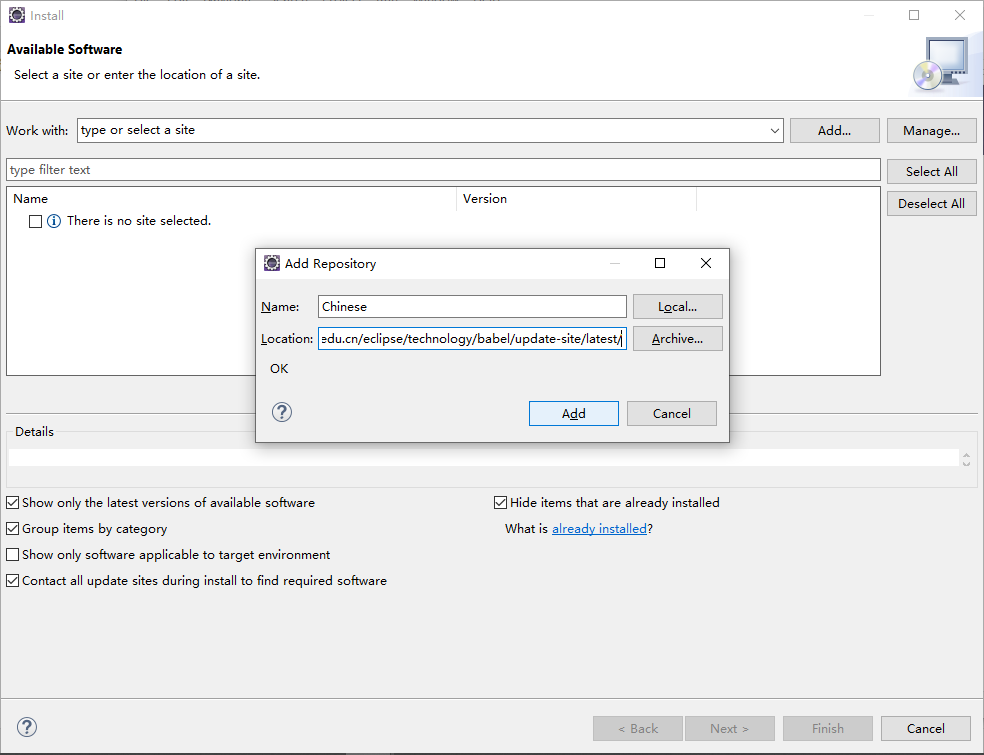 Install
Available Software
Select a site or enter the location of a site.
Work with: type or select a site Add... Manage...
type filter text Select All
Name Version Deselect All
There is no site selected.
Add Repository
Name: Chinese Local...
Location: edu.cn/eclipse/technology/babel/update-site/latest/ Archive...
OK
? Add Cancel
Details
Show only the latest versions of available software Hide items that are already installed
Group items by category What is already installed?
Show only software applicable to target environment
Contact all update sites during install to find required software
? < Back Next > Finish Cancel